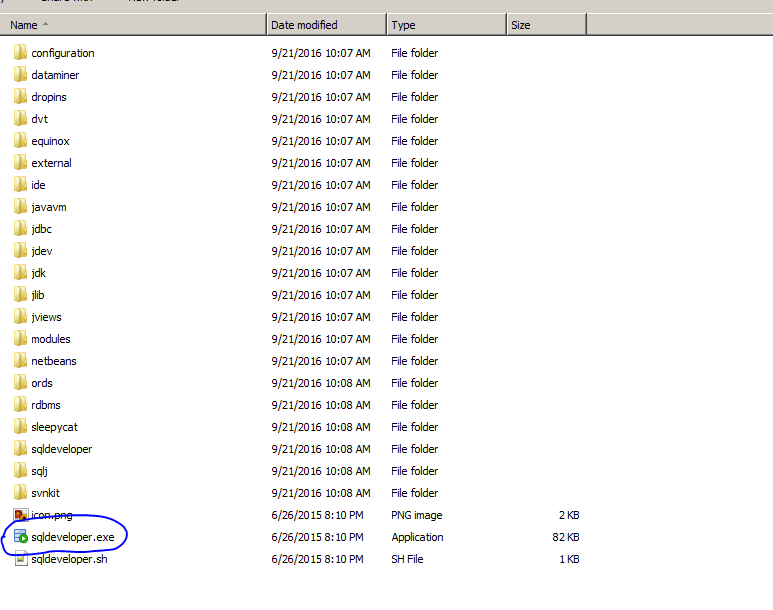 Name Date modified Type Size
configuration 9/21/2016 10:07 AM File folder
dataminer 9/21/2016 10:07 AM File folder
dropins 9/21/2016 10:07 AM File folder
dvt 9/21/2016 10:07 AM File folder
equinox 9/21/2016 10:07 AM File folder
external 9/21/2016 10:07 AM File folder
ide 9/21/2016 10:07 AM File folder
javavm 9/21/2016 10:07 AM File folder
jdbc 9/21/2016 10:07 AM File folder
jdev 9/21/2016 10:07 AM File folder
jdk 9/21/2016 10:07 AM File folder
jlib 9/21/2016 10:07 AM File folder
jviews 9/21/2016 10:07 AM File folder
modules 9/21/2016 10:07 AM File folder
netbeans 9/21/2016 10:07 AM File folder
ords 9/21/2016 10:08 AM File folder
rdbms 9/21/2016 10:08 AM File folder
sleepycat 9/21/2016 10:08 AM File folder
sqldeveloper 9/21/2016 10:08 AM File folder
sqlj 9/21/2016 10:08 AM File folder
svnkit 9/21/2016 10:08 AM File folder
icon.png 6/26/2015 8:10 PM PNG image 2 KB
sqldeveloper.exe 6/26/2015 8:10 PM Application 82 KB
sqldeveloper.sh 6/26/2015 8:10 PM SH File 1 KB